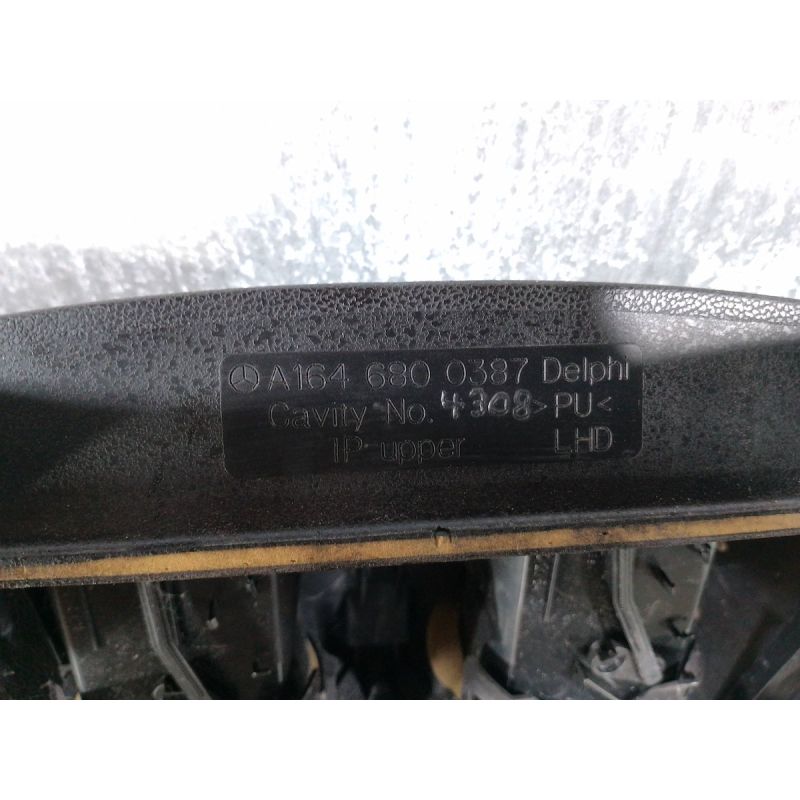 A164 680 0387 Delphi
Cavity No. 4308 >PU<
IP upper LHD